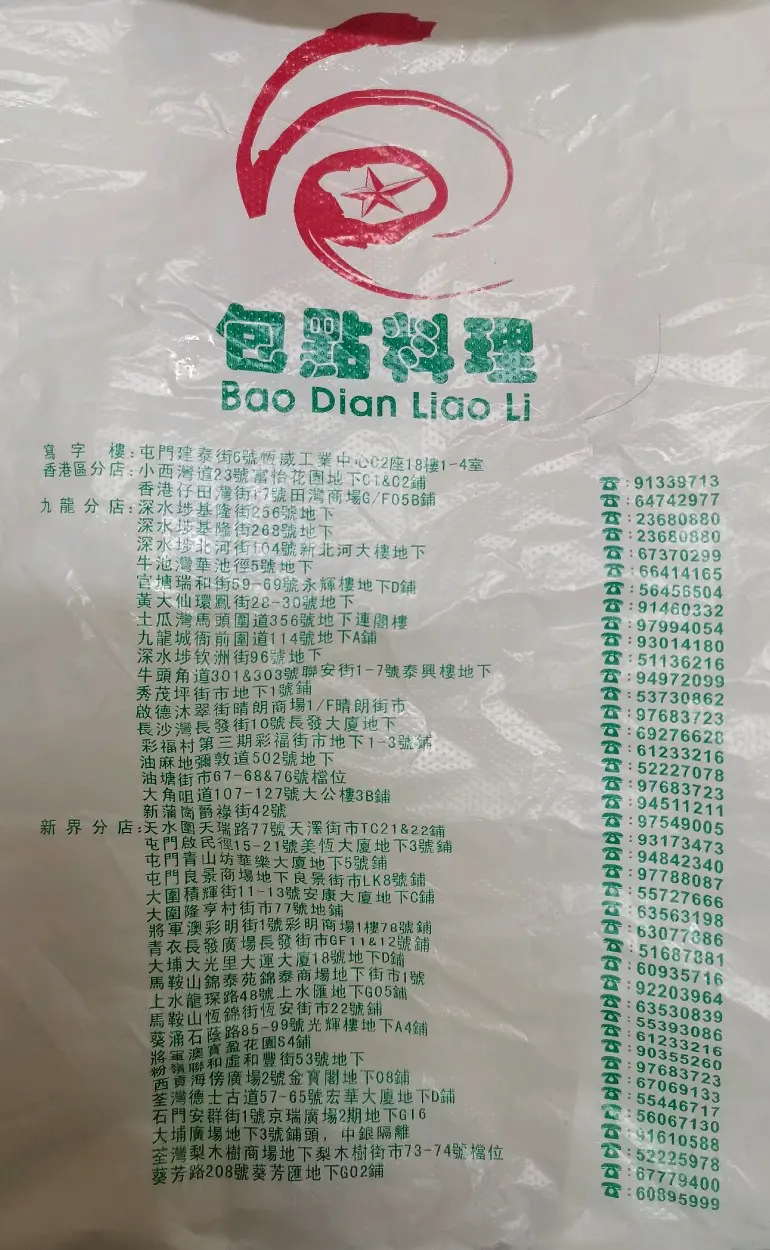 包點料理
Bao Dian Liao Li
寫字樓:屯門建泰街6號恆威工業中心C2座18樓1-4室
香港區分店:小西灣道23號富怡花園地下C1&C2鋪
香港仔田灣街17號田灣商場G/F05B鋪
九龍分店:深水埗基隆街256號地下
深水埗基隆街268號地下
深水埗北河街104號新北河大樓地下
牛池灣華池徑5號地下
官塘瑞和街59-69號永輝樓地下D鋪
黃大仙環鳳街28-30號地下
土瓜灣馬頭圍道356號地下連閣樓
九龍城衙前圍道114號地下A鋪
深水埗钦洲街96號地下
牛頭角道301&303號聯安街1-7號泰興樓地下
秀茂坪街市地下1號鋪
啟德沐翠街晴朗商場1/F晴朗街市
長沙灣長發街10號長發大廈地下
彩福村第三期彩福街市地下1-3號鋪
油麻地彌敦道502號地下
油塘街市67-68&76號檔位
大角咀道107-127號大公樓3B鋪
新蒲崗爵祿街42號
新界分店:天水圍天瑞路77號天澤街市TC21&22鋪
屯門啟民徑15-21號美恆大廈地下3號鋪
屯門青山坊華樂大廈地下5號鋪
屯門良景商場地下良景街市LK8號鋪
大圍積輝街11-13號安康大廈地下C鋪
大圍隆亨村街市77號地鋪
將軍澳彩明街1號彩明商場1樓78號鋪
青衣長發廣場長發街市GF11&12號鋪
大埔大光里大運大廈18號地下D鋪
馬鞍山錦泰苑錦泰商場地下街市1號
上水龍琛路48號上水匯地下G05鋪
馬鞍山恆錦街恆安街市22號鋪
葵涌石蔭路85-99號光輝樓地下A4鋪
將軍澳寶盈花園S4鋪
粉嶺聯和墟和豐街53號地下
西貢海傍廣場2號金寶閣地下08鋪
荃灣德士古道57-65號宏華大廈地下D鋪
石門安群街1號京瑞廣場2期地下G16
大埔廣場地下3號鋪頭，中銀隔離
荃灣梨木樹商場地下梨木樹街市73-74號檔位
葵芳路208號葵芳匯地下G02鋪
☎:91339713
☎:64742977
☎:23680880
☎:23680880
☎:67370299
☎:66414165
☎:56456504
☎:91460332
☎:97994054
☎:93014180
☎:51136216
☎:94972099
☎:53730862
☎:97683723
☎:69276628
☎:61233216
☎:52227078
☎:97683723
☎:94511211
☎:97549005
☎:93173473
☎:94842340
☎:97788087
☎:55727666
☎:63563198
☎:63077886
☎:51687881
☎:60935716
☎:92203964
☎:63530839
☎:55393086
☎:61233216
☎:90355260
☎:97683723
☎:67069133
☎:55446717
☎:56067130
☎:91610588
☎:52225978
☎:67779400
☎:60895999